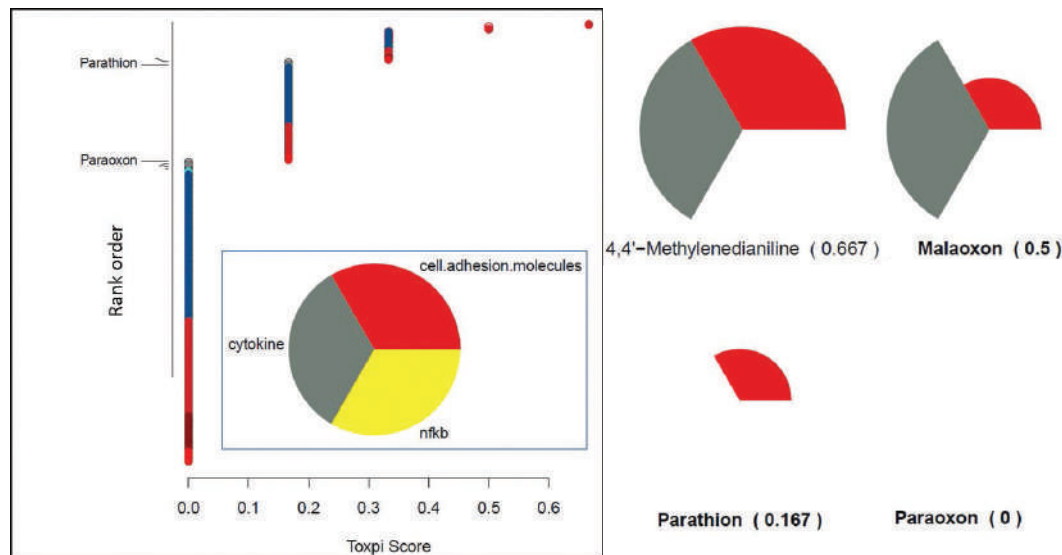 Parathion
Paraoxon
Rank order
cell.adhesion.molecules
cytokine
nfkb
0.0 0.1 0.2 0.3 0.4 0.5 0.6
Toxpi Score
4,4'−Methylenedianiline ( 0.667 )
Malaoxon ( 0.5 )
Parathion ( 0.167 )
Paraoxon ( 0 )